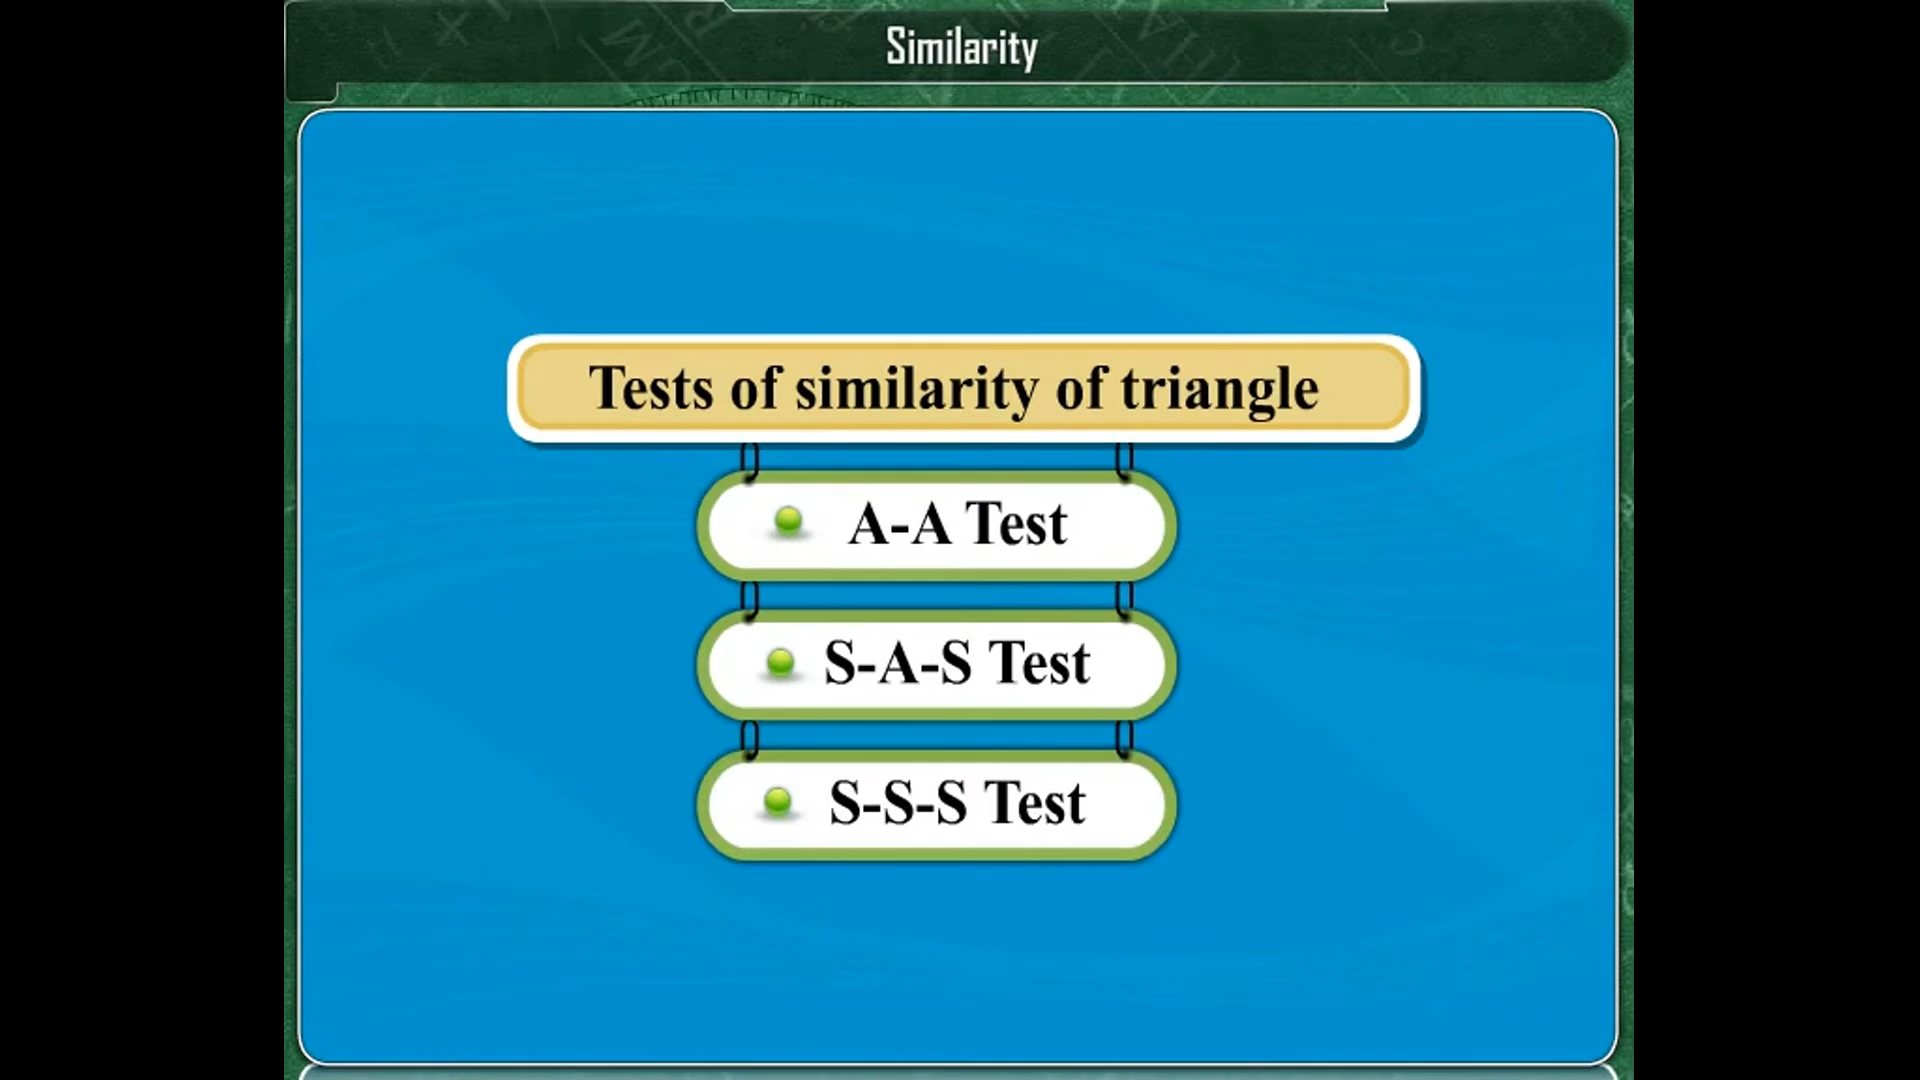 Similarity
Tests of similarity of triangle
A-A Test
S-A-S Test
S-S-S Test